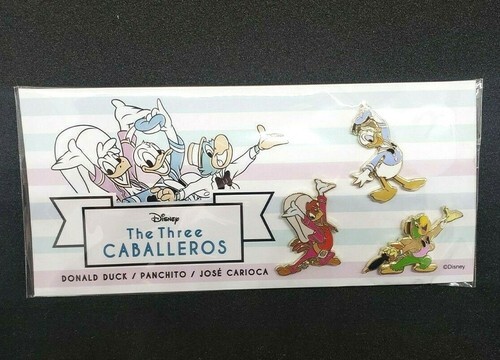 Disney
The Three
CABALLEROS
DONALD DUCK / PANCHITO / JOSÉ CARIOCA
©Disney